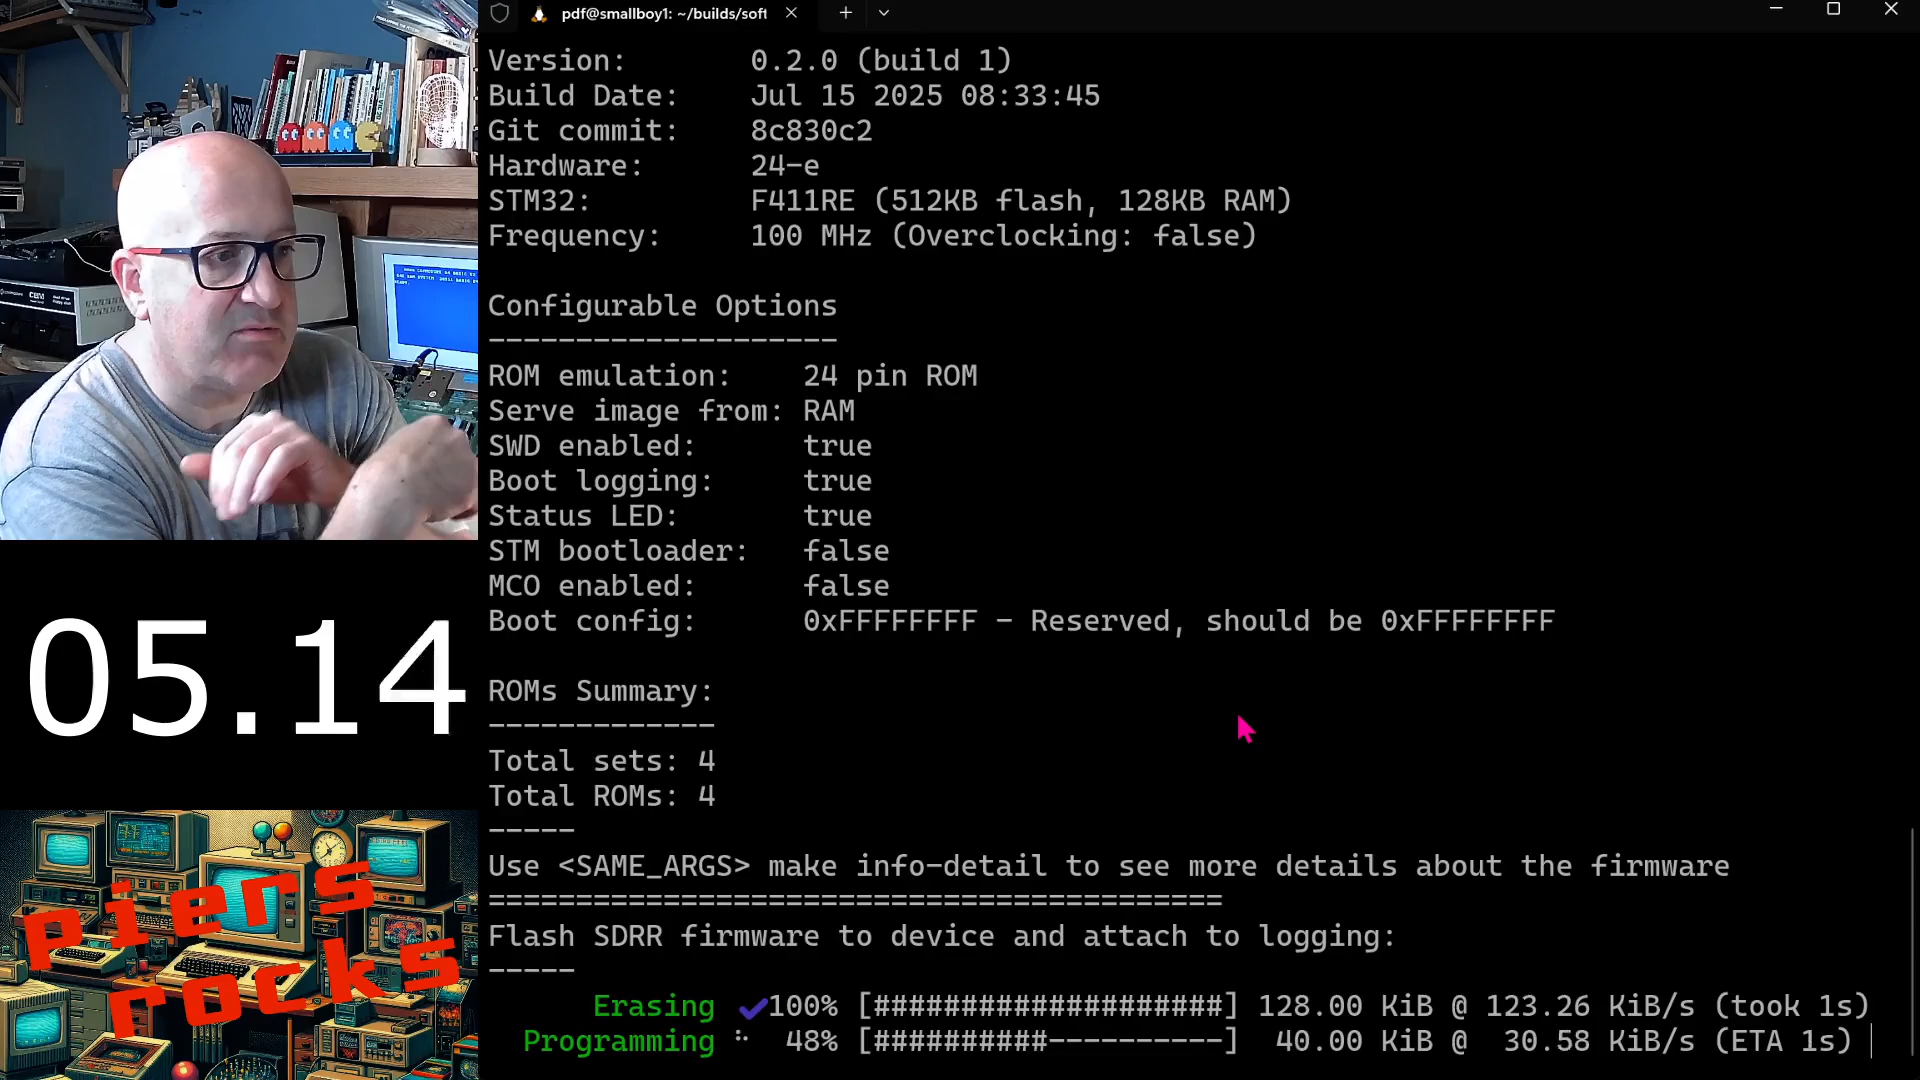 pdf@smallboy1: ~/builds/soft
Version: 0.2.0 (build 1)
Build Date: Jul 15 2025 08:33:45
Git commit: 8c830c2
Hardware: 24-e
STM32: F411RE (512KB flash, 128KB RAM)
Frequency: 100 MHz (Overclocking: false)
Configurable Options
--------------------
ROM emulation: 24 pin ROM
Serve image from: RAM
SWD enabled: true
Boot logging: true
Status LED: true
STM bootloader: false
MCO enabled: false
Boot config: 0xFFFFFFFF - Reserved, should be 0xFFFFFFFF
ROMs Summary:
-------------
Total sets: 4
Total ROMs: 4
-----
Use <SAME_ARGS> make info-detail to see more details about the firmware
==========================================
Flash SDRR firmware to device and attach to logging:
-----
Erasing ✔100% [####################] 128.00 KiB @ 123.26 KiB/s (took 1s)
Programming 48% [##########----------] 40.00 KiB @ 30.58 KiB/s (ETA 1s)
05.14
piers
rocks